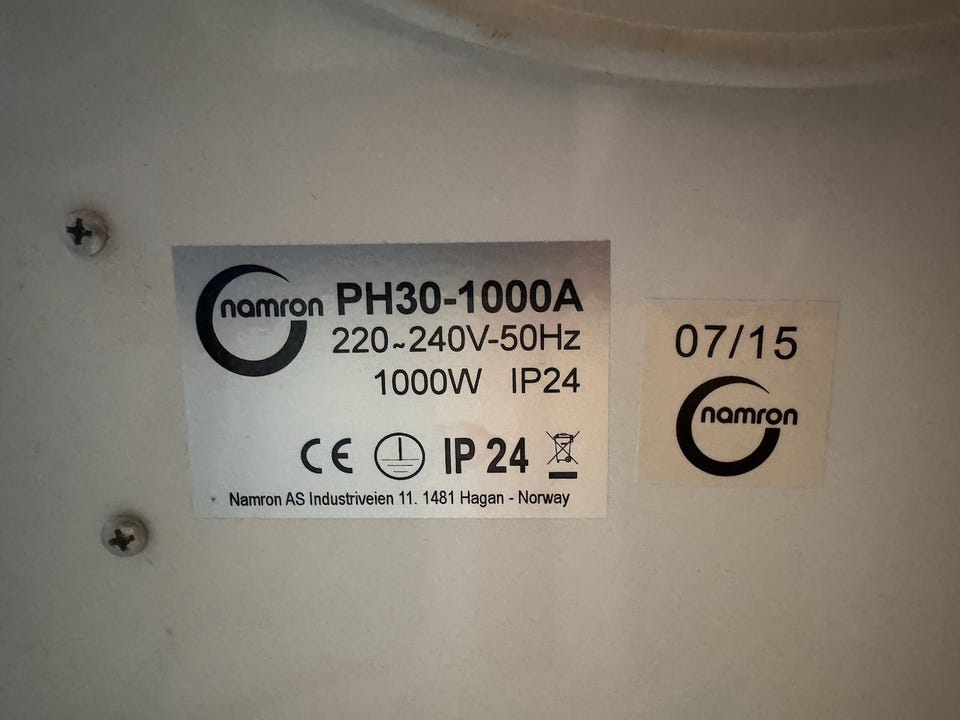 namron PH30-1000A
220~240V-50Hz
1000W IP24
CE IP 24
Namron AS Industriveien 11. 1481 Hagan - Norway
07/15
namron